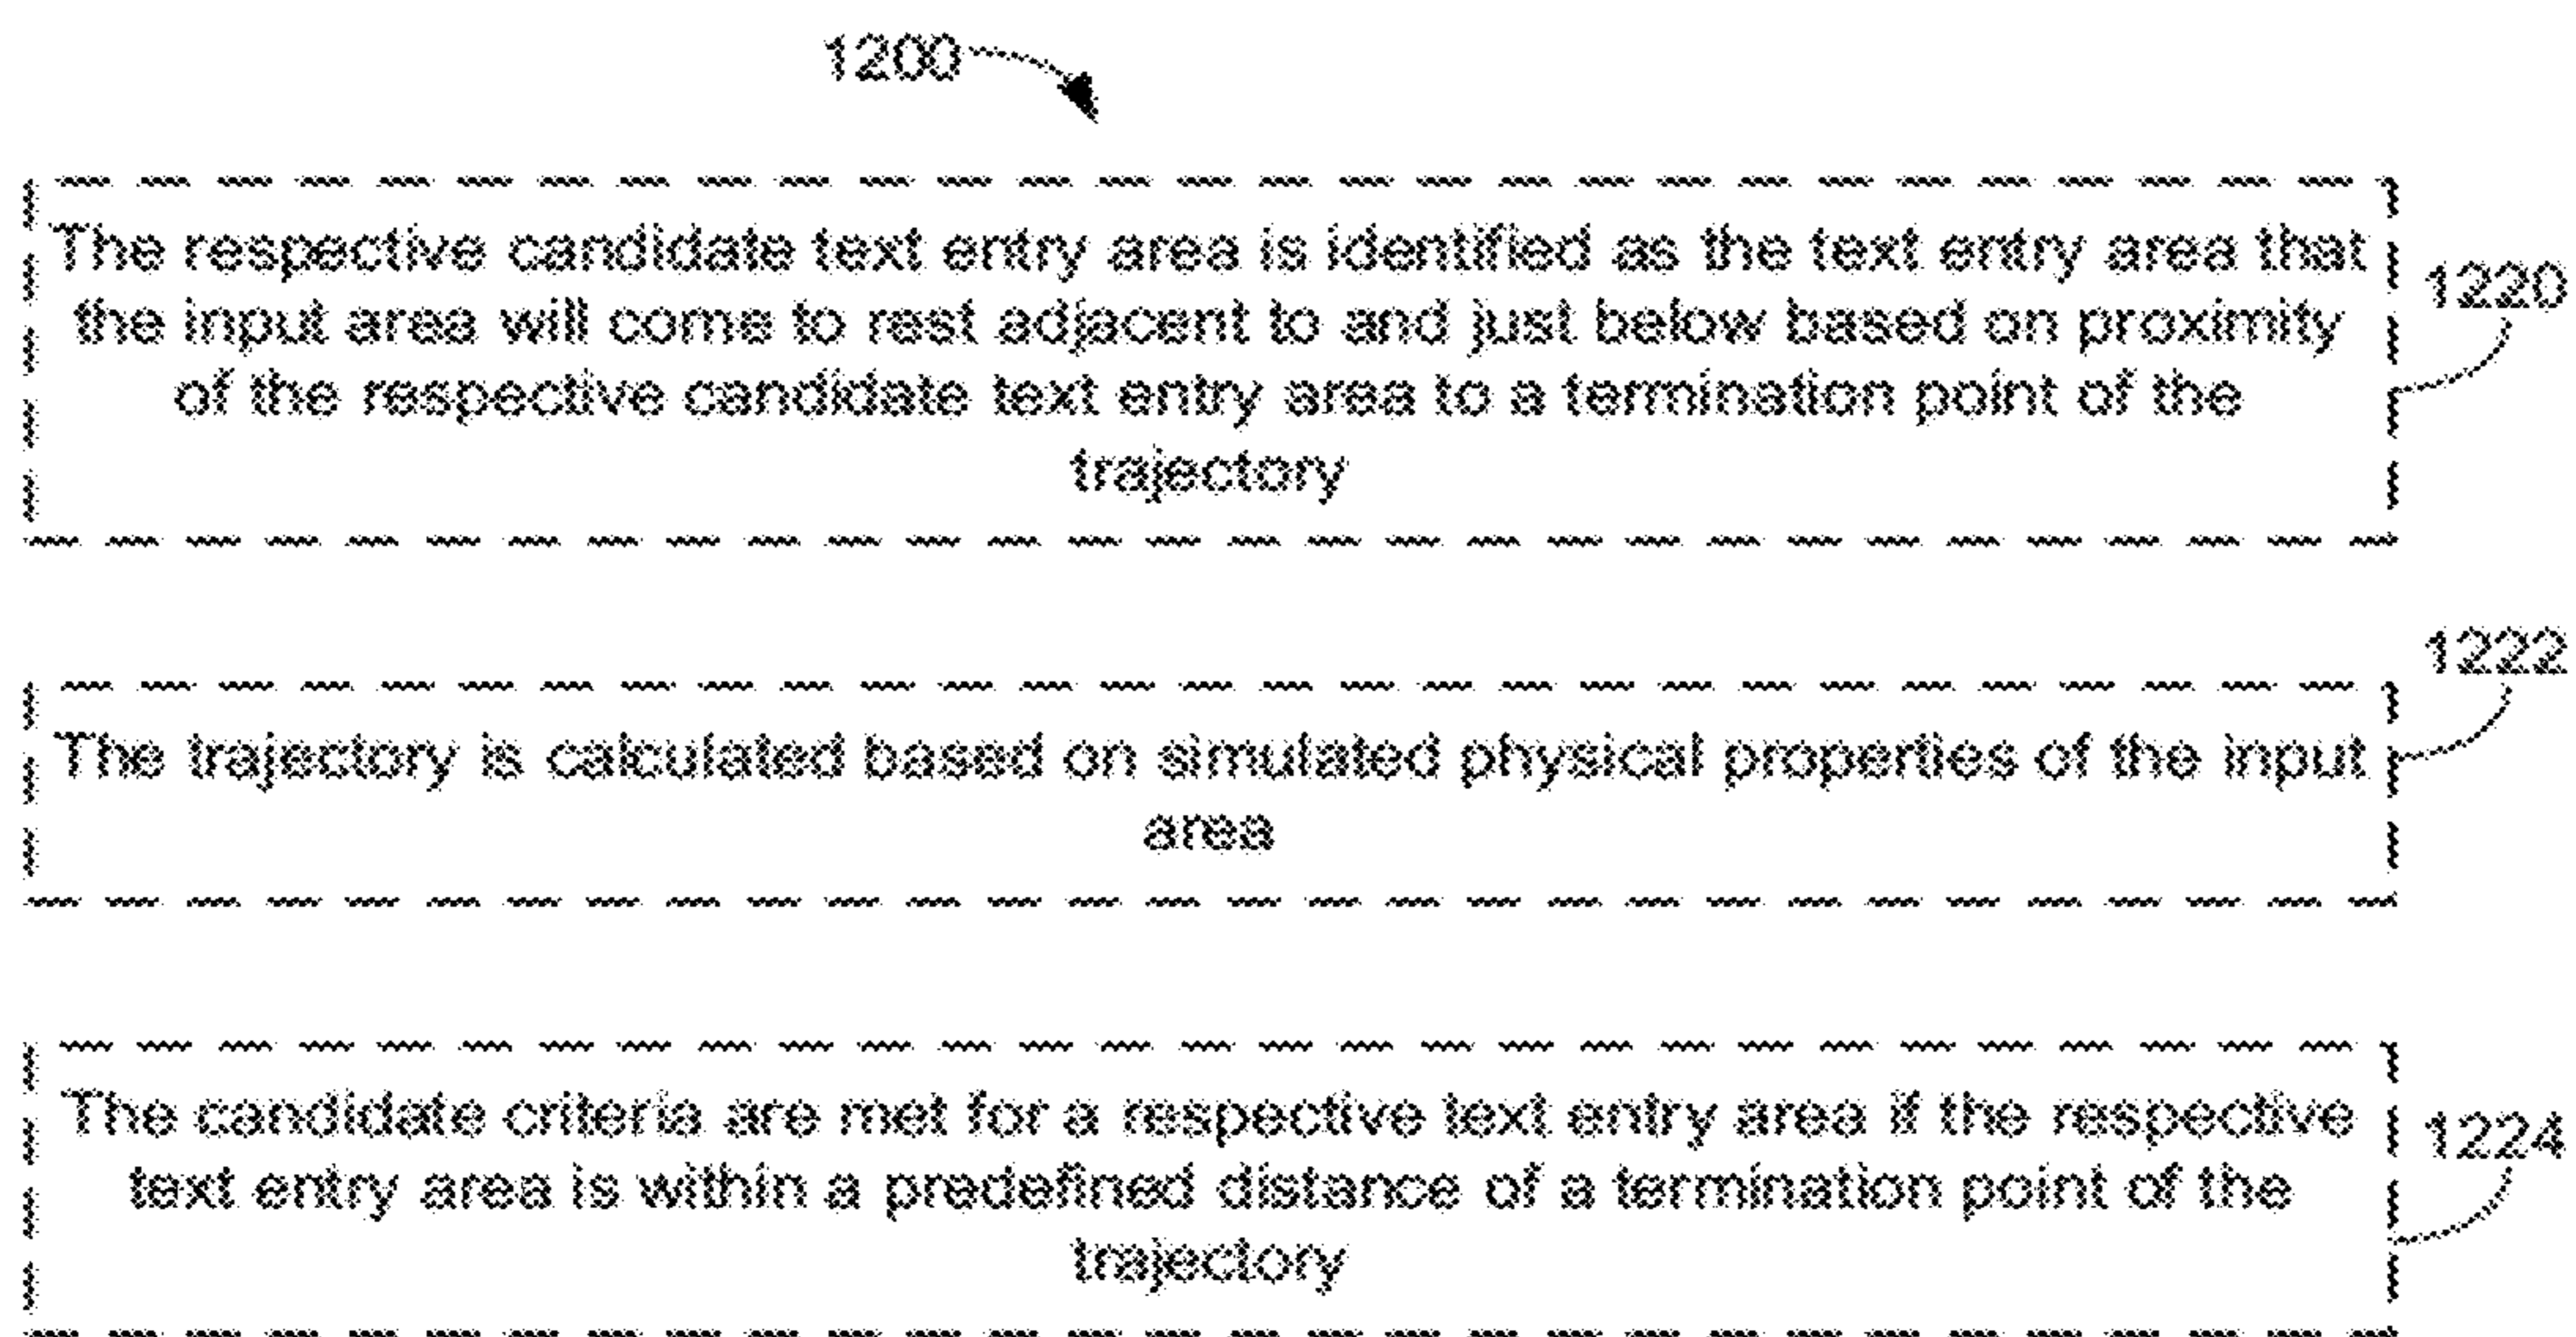 1200
The respective candidate text entry area is identified as the text entry area that
the input area will come to rest adjacent to and just below based on proximity
of the respective candidate text entry area to a termination point of the
trajectory
1220
1222
The trajectory is calculated based on simulated physical properties of the input
area
The candidate criteria are met for a respective text entry area if the respective
text entry area is within a predefined distance of a termination point of the
trajectory
1224